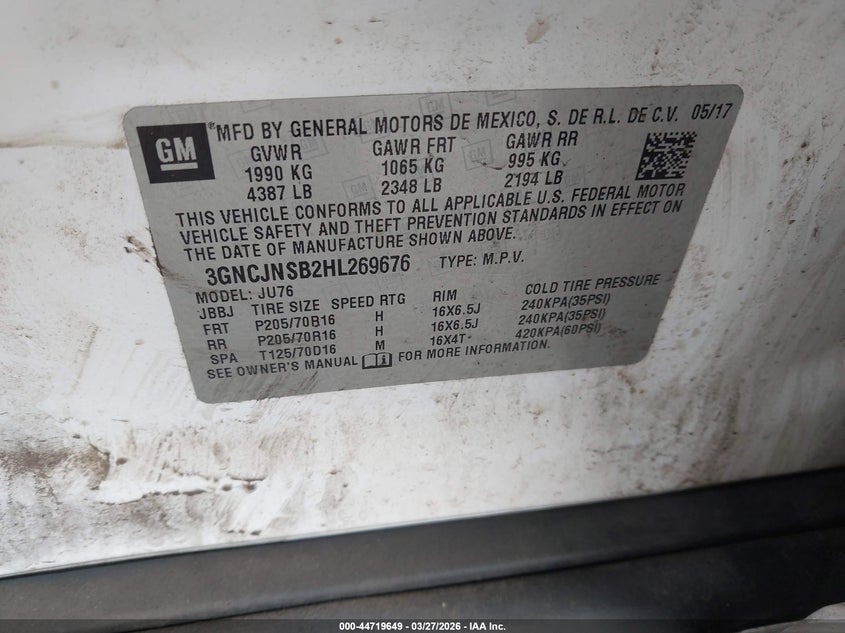 GM
®MFD BY GENERAL MOTORS DE MEXICO, S. DE R.L. DE C.V. 05/17
GVWR GAWR FRT GAWR RR
1990 KG 1065 KG 995 KG
4387 LB 2348 LB 2194 LB
THIS VEHICLE CONFORMS TO ALL APPLICABLE U.S. FEDERAL MOTOR
VEHICLE SAFETY AND THEFT PREVENTION STANDARDS IN EFFECT ON
THE DATE OF MANUFACTURE SHOWN ABOVE.
3GNCJNSB2HL269676 TYPE: M.P.V.
MODEL: JU76
JBBJ TIRE SIZE SPEED RTG RIM COLD TIRE PRESSURE
FRT P205/70R16 H 16X6.5J 240KPA(35PSI)
RR P205/70R16 H 16X6.5J 240KPA(35PSI)
SPA T125/70D16 M 16X4T 420KPA(60PSI)
SEE OWNER'S MANUAL FOR MORE INFORMATION.
000-44719649 | 03/27/2026 | IAA Inc.